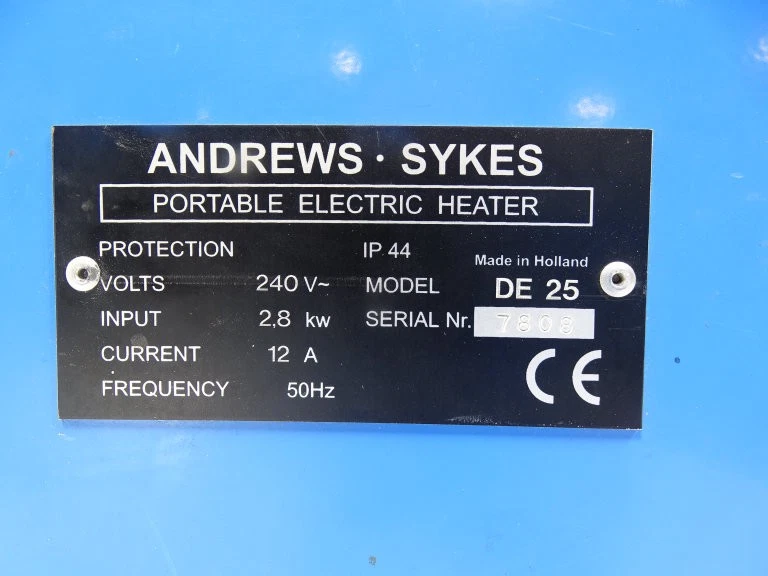 ANDREWS · SYKES
PORTABLE ELECTRIC HEATER
PROTECTION IP 44
Made in Holland
VOLTS 240 V~ MODEL DE 25
INPUT 2,8 kw SERIAL Nr. 7808
CURRENT 12 A
FREQUENCY 50Hz
CE